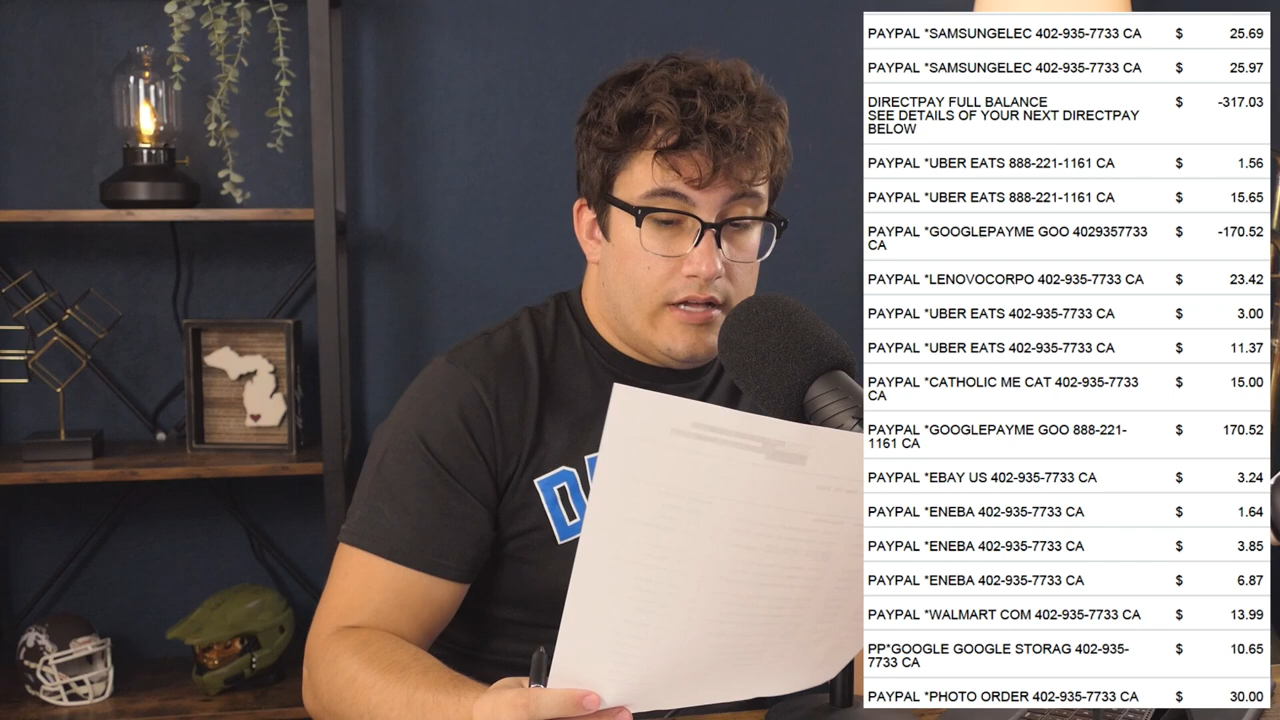 PAYPAL *SAMSUNGELEC 402-935-7733 CA $ 25.69
PAYPAL *SAMSUNGELEC 402-935-7733 CA $ 25.97
DIRECTPAY FULL BALANCE $ -317.03
SEE DETAILS OF YOUR NEXT DIRECTPAY
BELOW
PAYPAL *UBER EATS 888-221-1161 CA $ 1.56
PAYPAL *UBER EATS 888-221-1161 CA $ 15.65
PAYPAL *GOOGLEPAYME GOO 4029357733 $ -170.52
CA
PAYPAL *LENOVOCORPO 402-935-7733 CA $ 23.42
PAYPAL *UBER EATS 402-935-7733 CA $ 3.00
PAYPAL *UBER EATS 402-935-7733 CA $ 11.37
PAYPAL *CATHOLIC ME CAT 402-935-7733 $ 15.00
CA
PAYPAL *GOOGLEPAYME GOO 888-221- $ 170.52
1161 CA
PAYPAL *EBAY US 402-935-7733 CA $ 3.24
PAYPAL *ENEBA 402-935-7733 CA $ 1.64
PAYPAL *ENEBA 402-935-7733 CA $ 3.85
PAYPAL *ENEBA 402-935-7733 CA $ 6.87
PAYPAL *WALMART COM 402-935-7733 CA $ 13.99
PP*GOOGLE GOOGLE STORAG 402-935- $ 10.65
7733 CA
PAYPAL *PHOTO ORDER 402-935-7733 CA $ 30.00